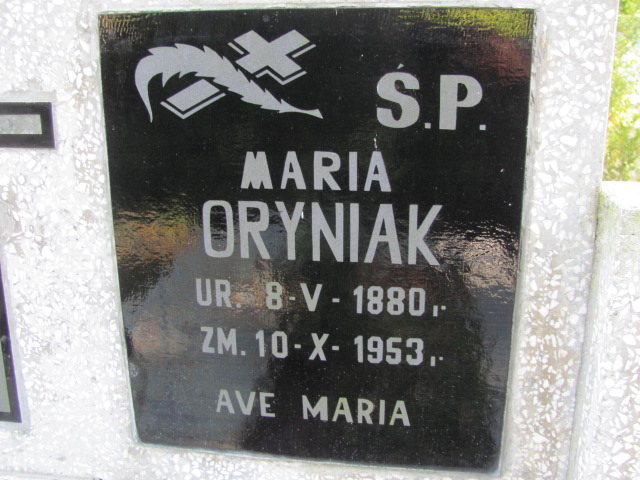 Ś.P.
MARIA
ORYNIAK
UR. 8-V-1880,-
ZM. 10-X-1953,-
AVE MARIA